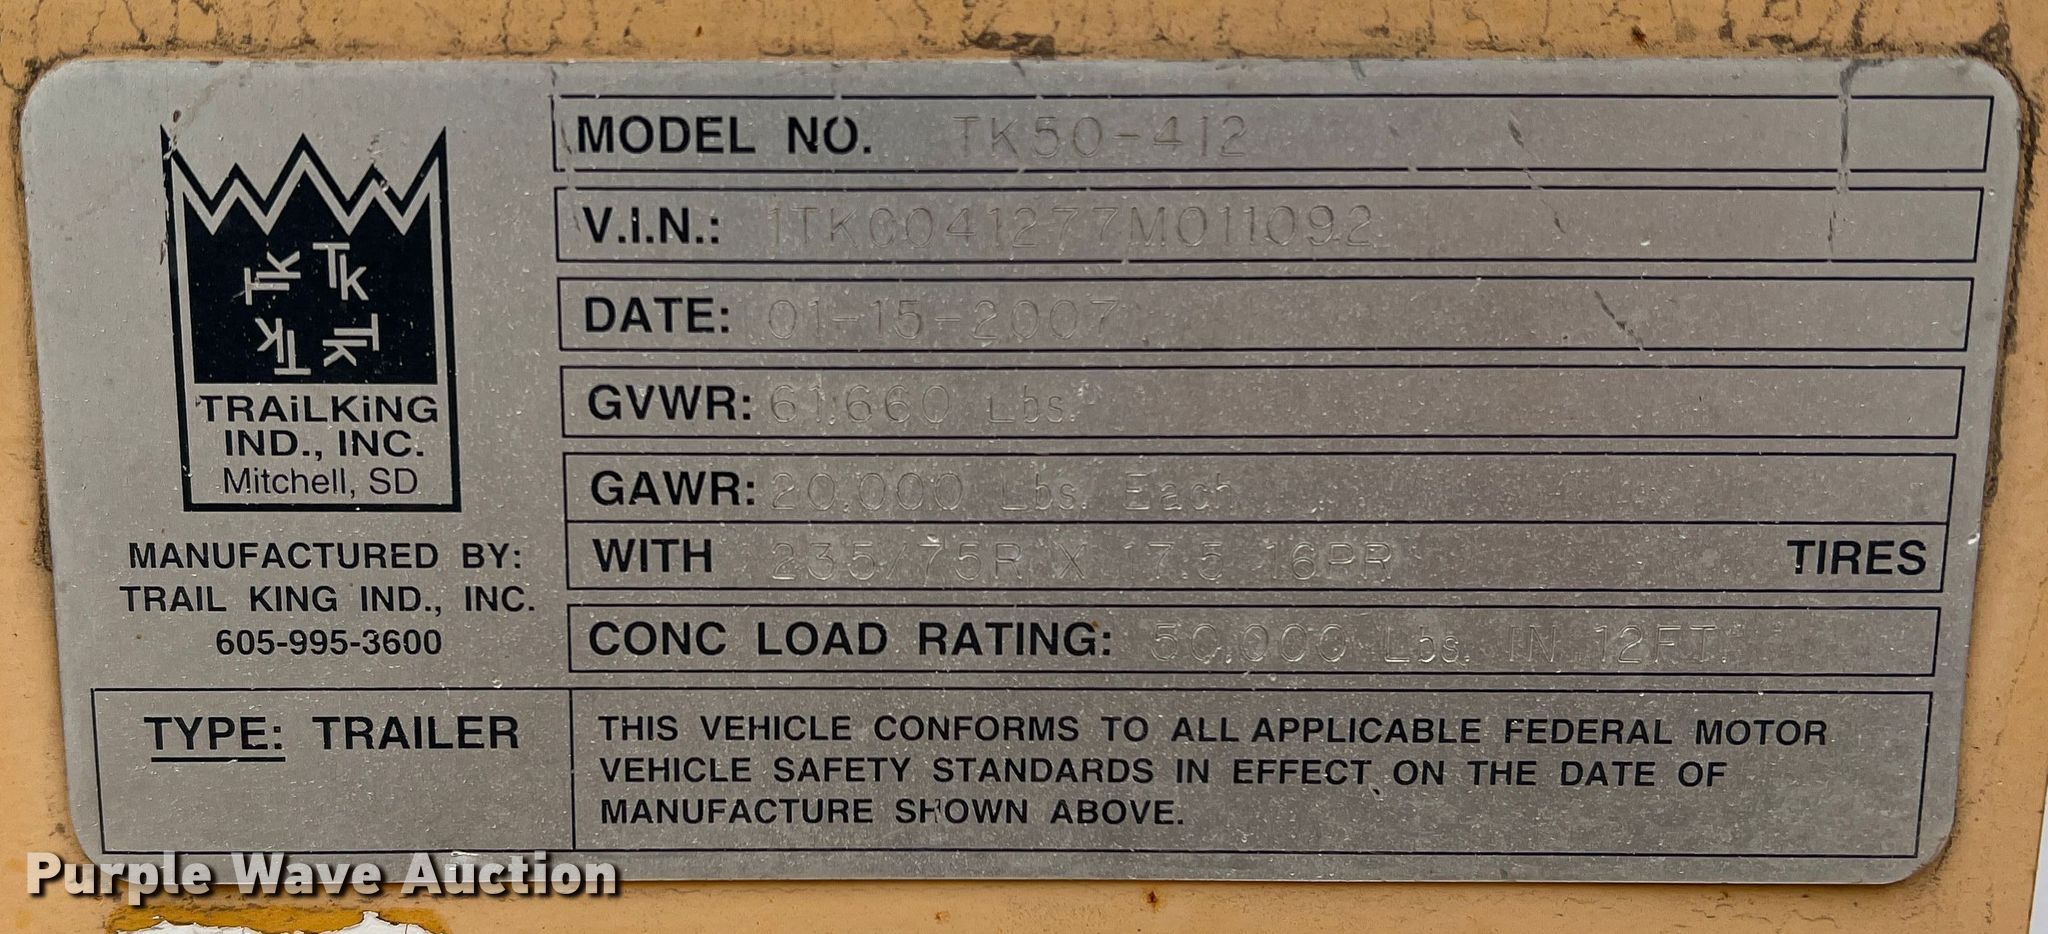 MODEL NO. TK50-412
V.I.N.: 1TKC041277M011092
DATE: 01-15-2007
GVWR: 61,660 Lbs.
GAWR: 20,000 Lbs. Each
WITH 235/75R X 17.5 16PR TIRES
CONC LOAD RATING: 50,000 Lbs. IN 12FT.
TK TK
TK TK
TRAiLKiNG
IND., INC.
Mitchell, SD
MANUFACTURED BY:
TRAIL KING IND., INC.
605-995-3600
TYPE: TRAILER
THIS VEHICLE CONFORMS TO ALL APPLICABLE FEDERAL MOTOR
VEHICLE SAFETY STANDARDS IN EFFECT ON THE DATE OF
MANUFACTURE SHOWN ABOVE.
Purple Wave Auction